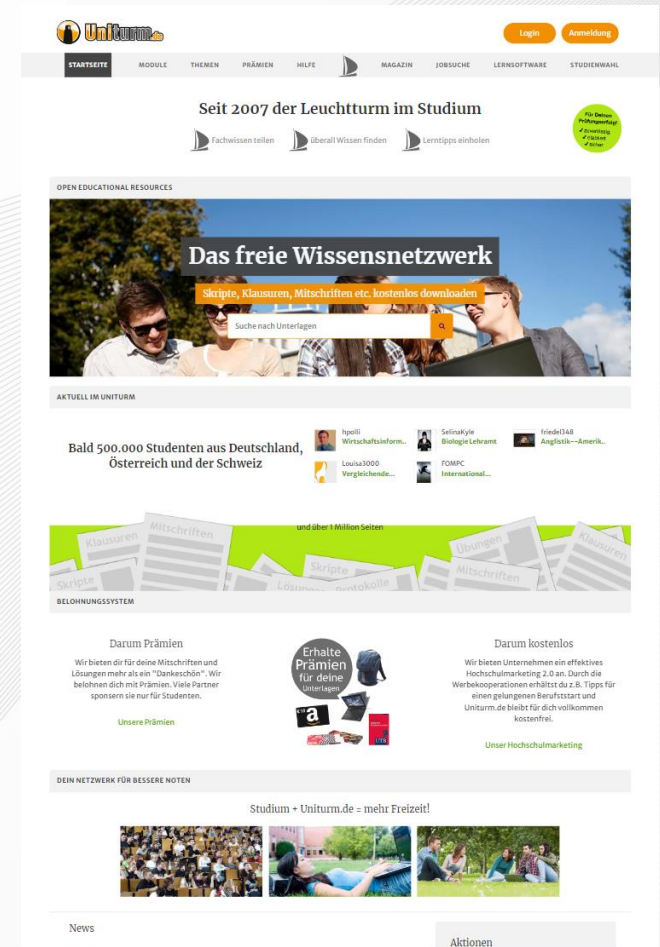 Uniturm.de
Login
Anmeldung
STARTSEITE
MODULE
THEMEN
PRÄMIEN
HILFE
MAGAZIN
JOBSUCHE
LERNSOFTWARE
STUDIENWAHL
Seit 2007 der Leuchtturm im Studium
Fachwissen teilen
überall Wissen finden
Lerntipps einholen
Für Deinen
Prüfungserfolg!
OPEN EDUCATIONAL RESOURCES
Das freie Wissensnetzwerk
Skripte, Klausuren, Mitschriften etc. kostenlos downloaden
Suche nach Unterlagen
AKTUELL IM UNITURM
Bald 500.000 Studenten aus Deutschland,
Österreich und der Schweiz
hpolli
Wirtschaftsinform..
SelinaKyle
Biologie Lehramt
friedel348
Anglistik--Amerik..
Louisa3000
Vergleichende...
FOMPC
International...
und über 1 Million Seiten
Klausuren
Mitschriften
Skripte
Skripte
Lösungen
Protokolle
Übungen
Mitschriften
Klausuren
BELOHNUNGSSYSTEM
Darum Prämien
Wir bieten dir für deine Mitschriften und
Lösungen mehr als ein "Dankeschön". Wir
belohnen dich mit Prämien. Viele Partner
sponsern sie nur für Studenten.
Unsere Prämien
Erhalte
Prämien
für deine
Unterlagen
a
Darum kostenlos
Wir bieten Unternehmen ein effektives
Hochschulmarketing 2.0 an. Durch die
Werbekooperationen erhältst du z.B. Tipps für
einen gelungenen Berufststart und
Uniturm.de bleibt für dich vollkommen
kostenfrei.
Unser Hochschulmarketing
DEIN NETZWERK FÜR BESSERE NOTEN
Studium + Uniturm.de = mehr Freizeit!
News
Aktionen